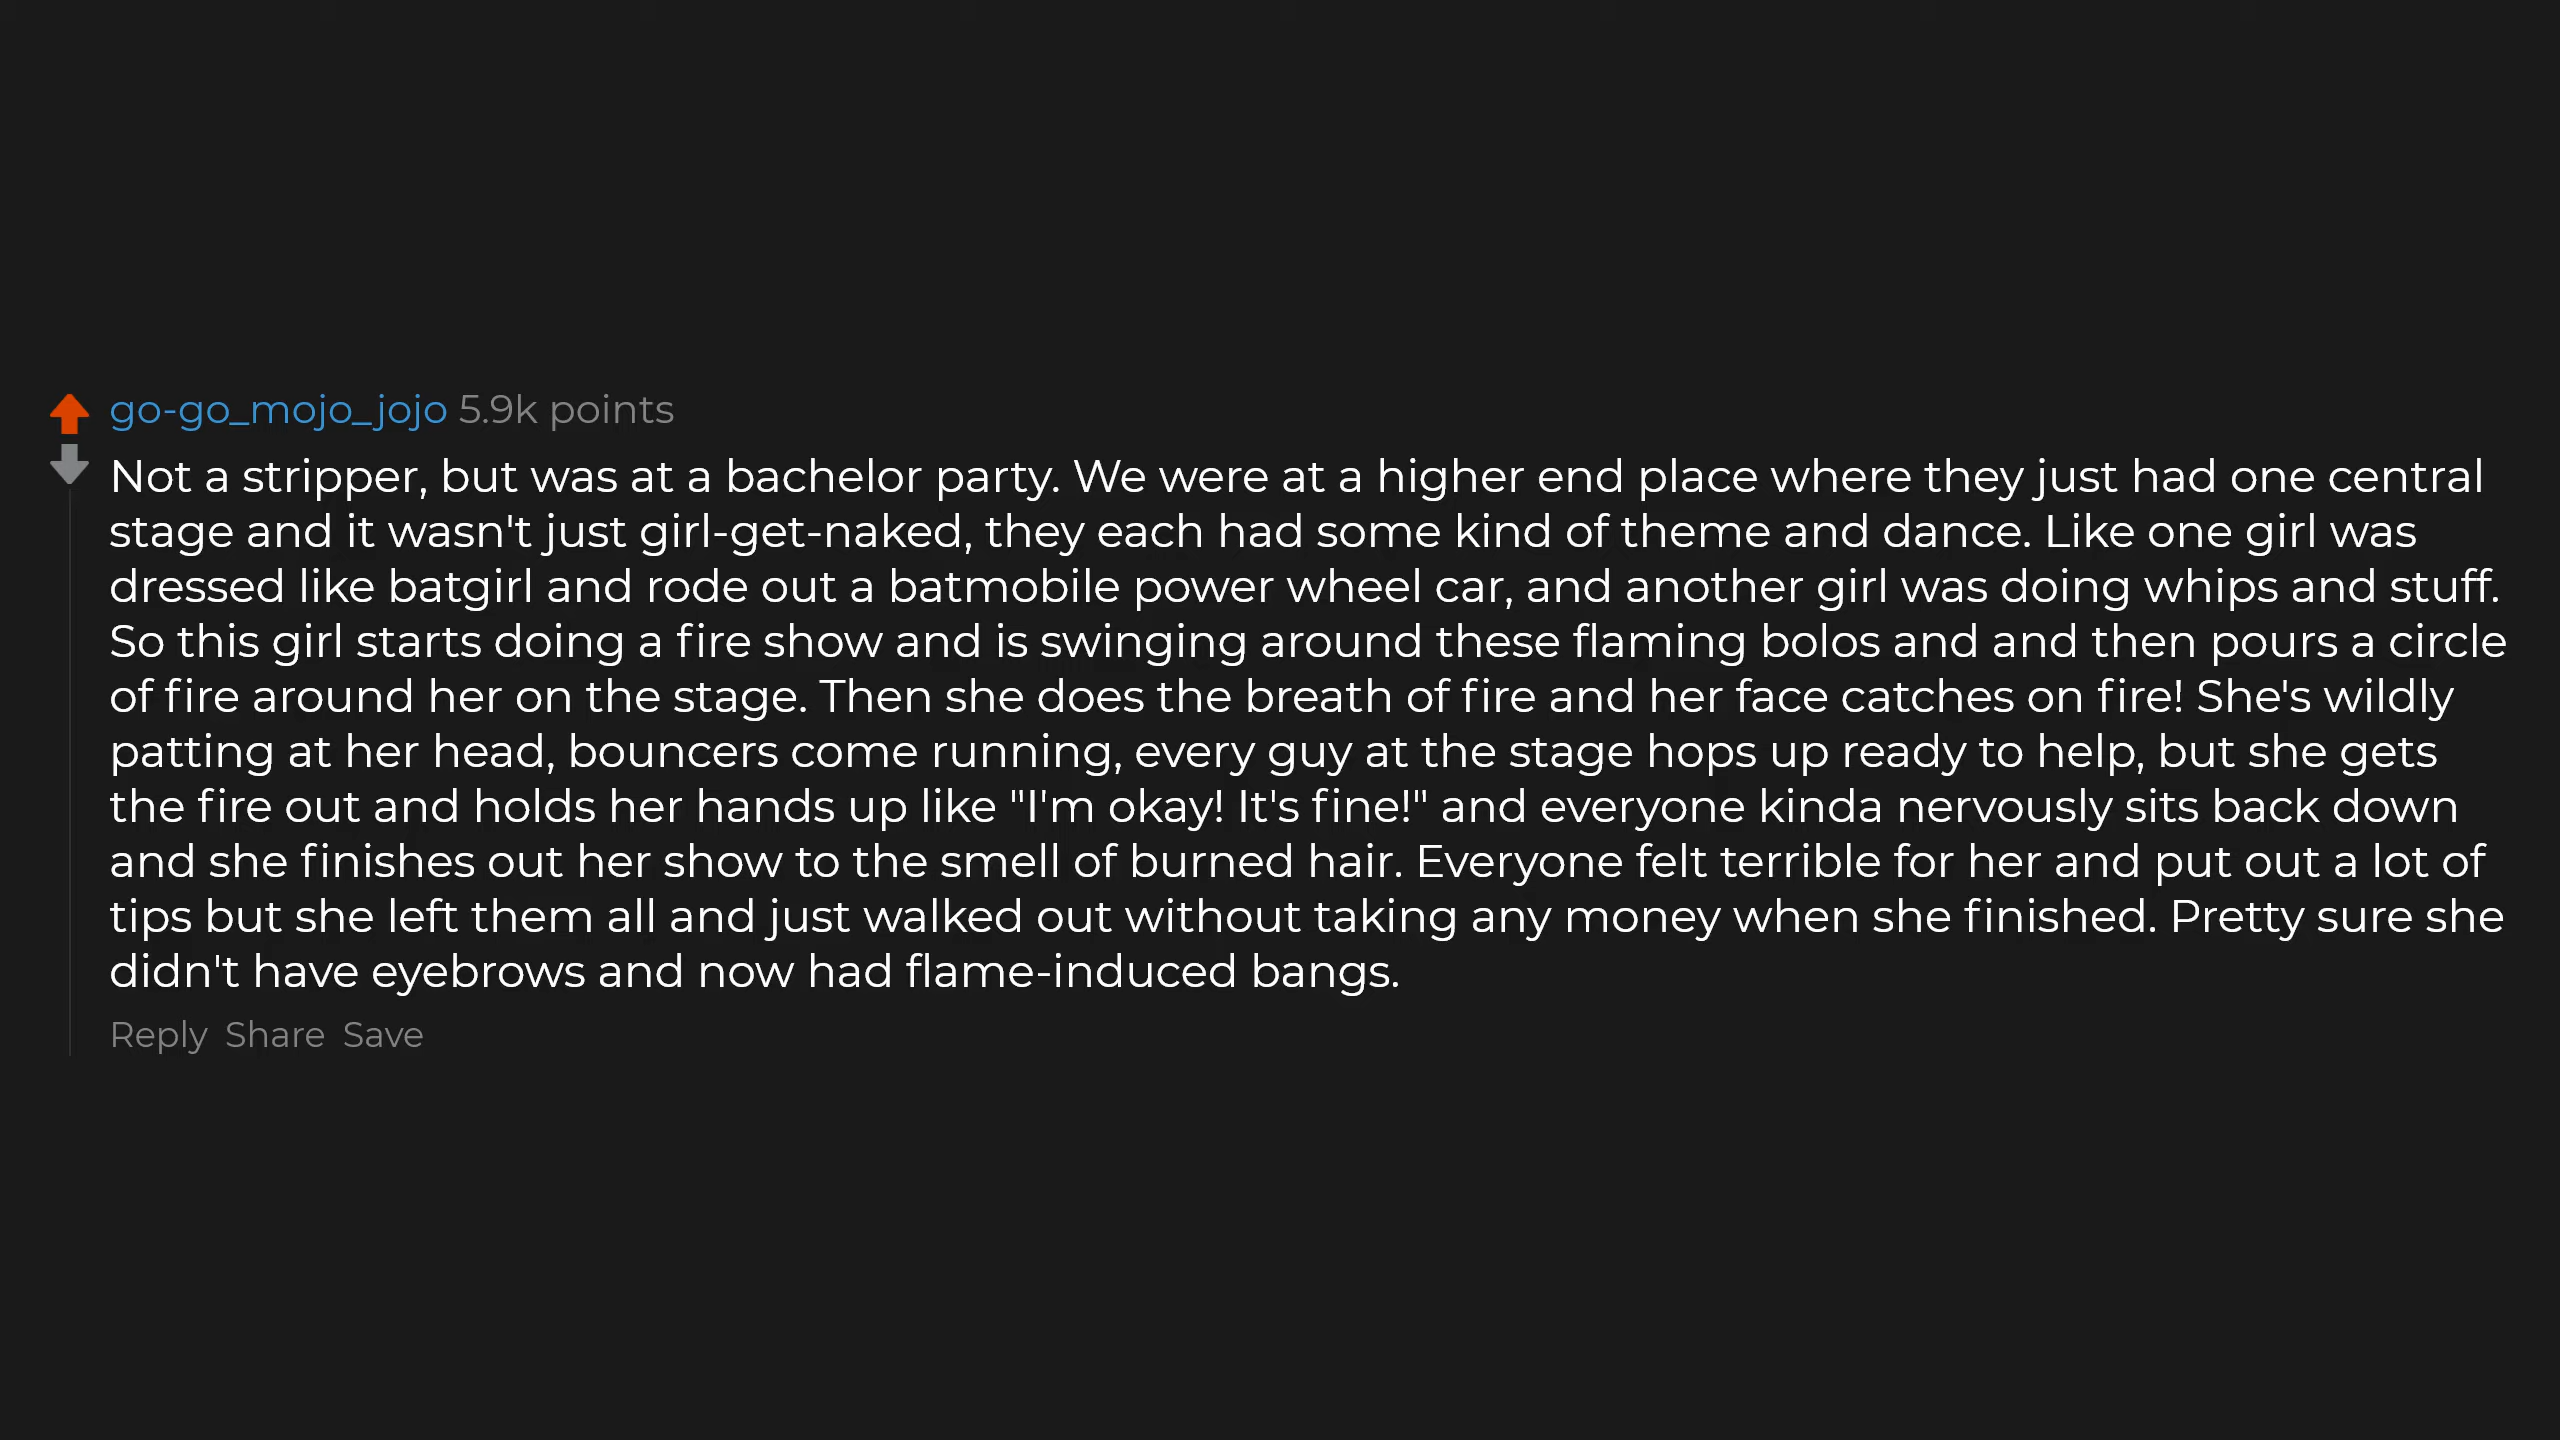 go-go_mojo_jojo 5.9k points
Not a stripper, but was at a bachelor party. We were at a higher end place where they just had one central
stage and it wasn't just girl-get-naked, they each had some kind of theme and dance. Like one girl was
dressed like batgirl and rode out a batmobile power wheel car, and another girl was doing whips and stuff.
So this girl starts doing a fire show and is swinging around these flaming bolos and and then pours a circle
of fire around her on the stage. Then she does the breath of fire and her face catches on fire! She's wildly
patting at her head, bouncers come running, every guy at the stage hops up ready to help, but she gets
the fire out and holds her hands up like "I'm okay! It's fine!" and everyone kinda nervously sits back down
and she finishes out her show to the smell of burned hair. Everyone felt terrible for her and put out a lot of
tips but she left them all and just walked out without taking any money when she finished. Pretty sure she
didn't have eyebrows and now had flame-induced bangs.
Reply Share Save